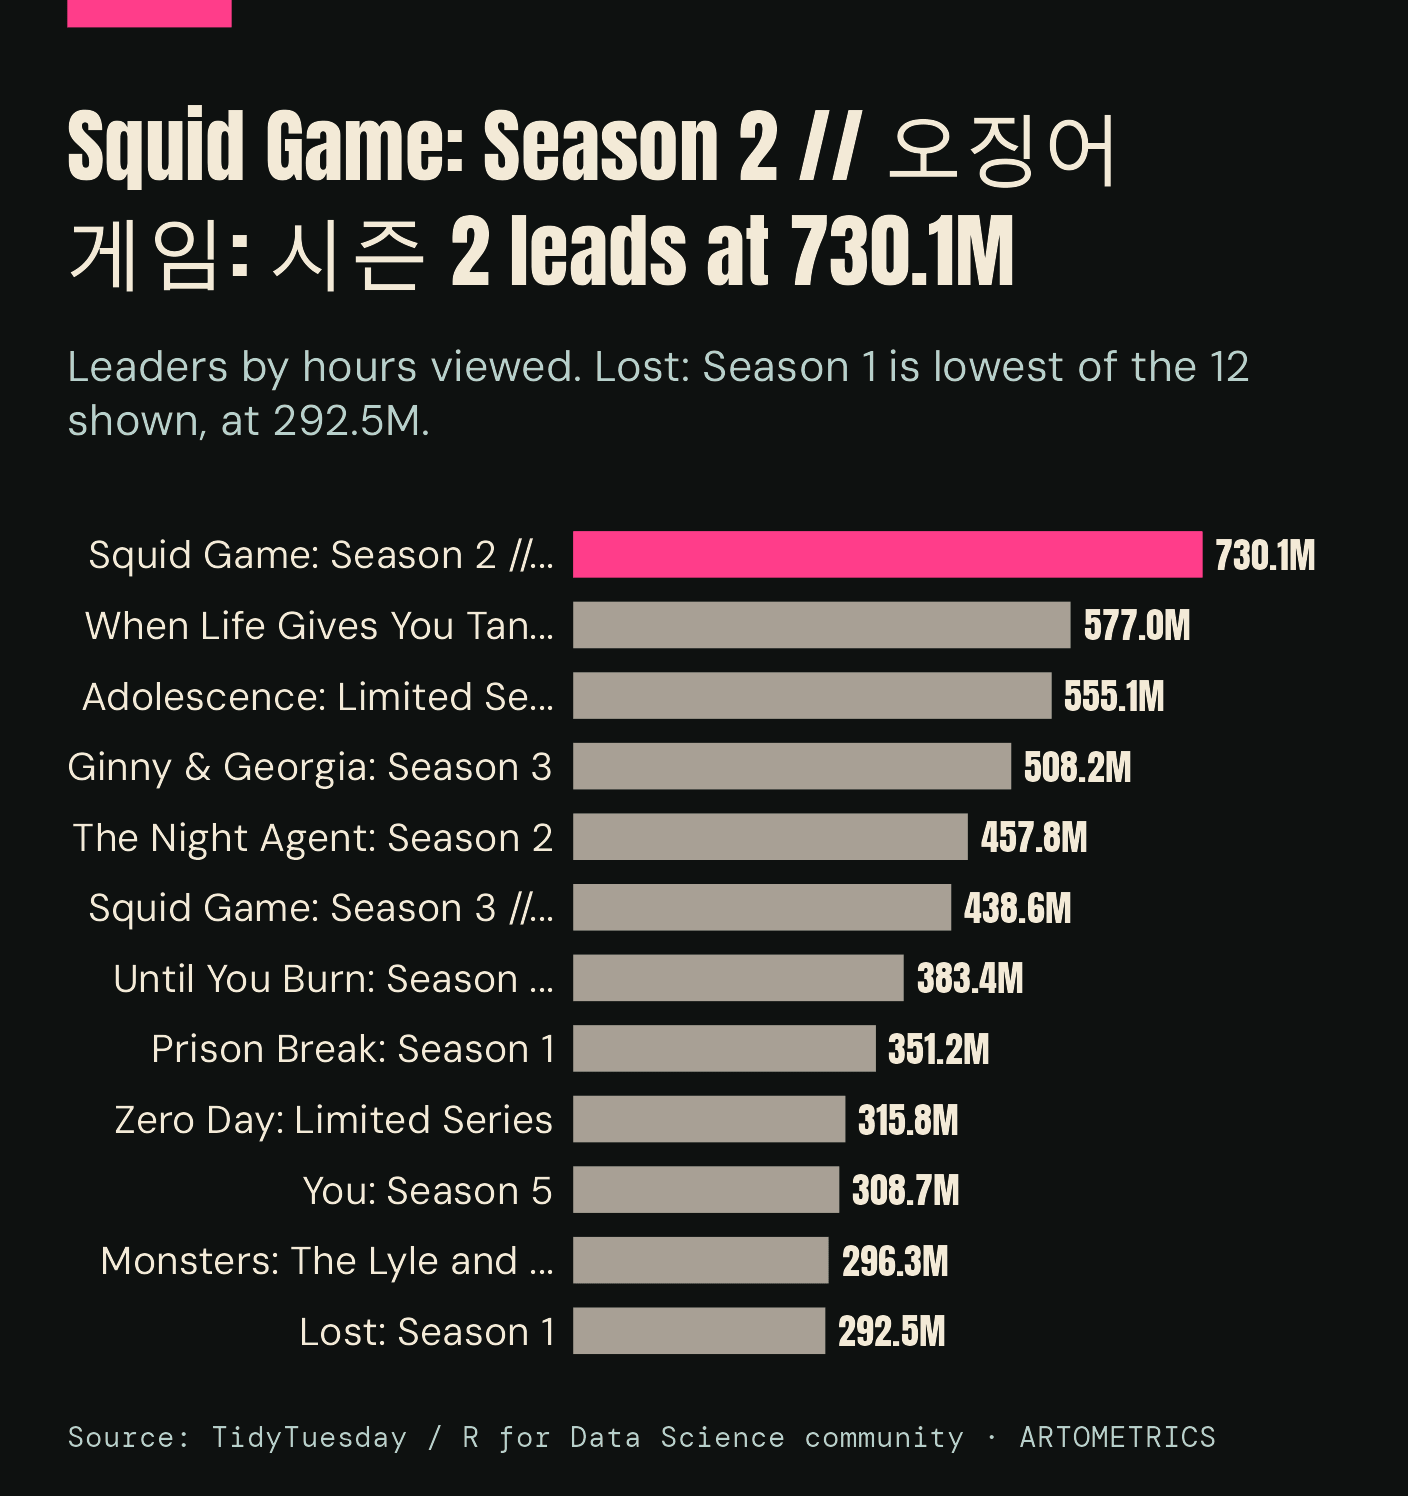 Squid Game: Season 2 // 오징어
게임: 시즌 2 leads at 730.1M
Leaders by hours viewed. Lost: Season 1 is lowest of the 12
shown, at 292.5M.
Squid Game: Season 2 //... 730.1M
When Life Gives You Tan... 577.0M
Adolescence: Limited Se... 555.1M
Ginny & Georgia: Season 3 508.2M
The Night Agent: Season 2 457.8M
Squid Game: Season 3 //... 438.6M
Until You Burn: Season ... 383.4M
Prison Break: Season 1 351.2M
Zero Day: Limited Series 315.8M
You: Season 5 308.7M
Monsters: The Lyle and ... 296.3M
Lost: Season 1 292.5M
Source: TidyTuesday / R for Data Science community · ARTOMETRICS